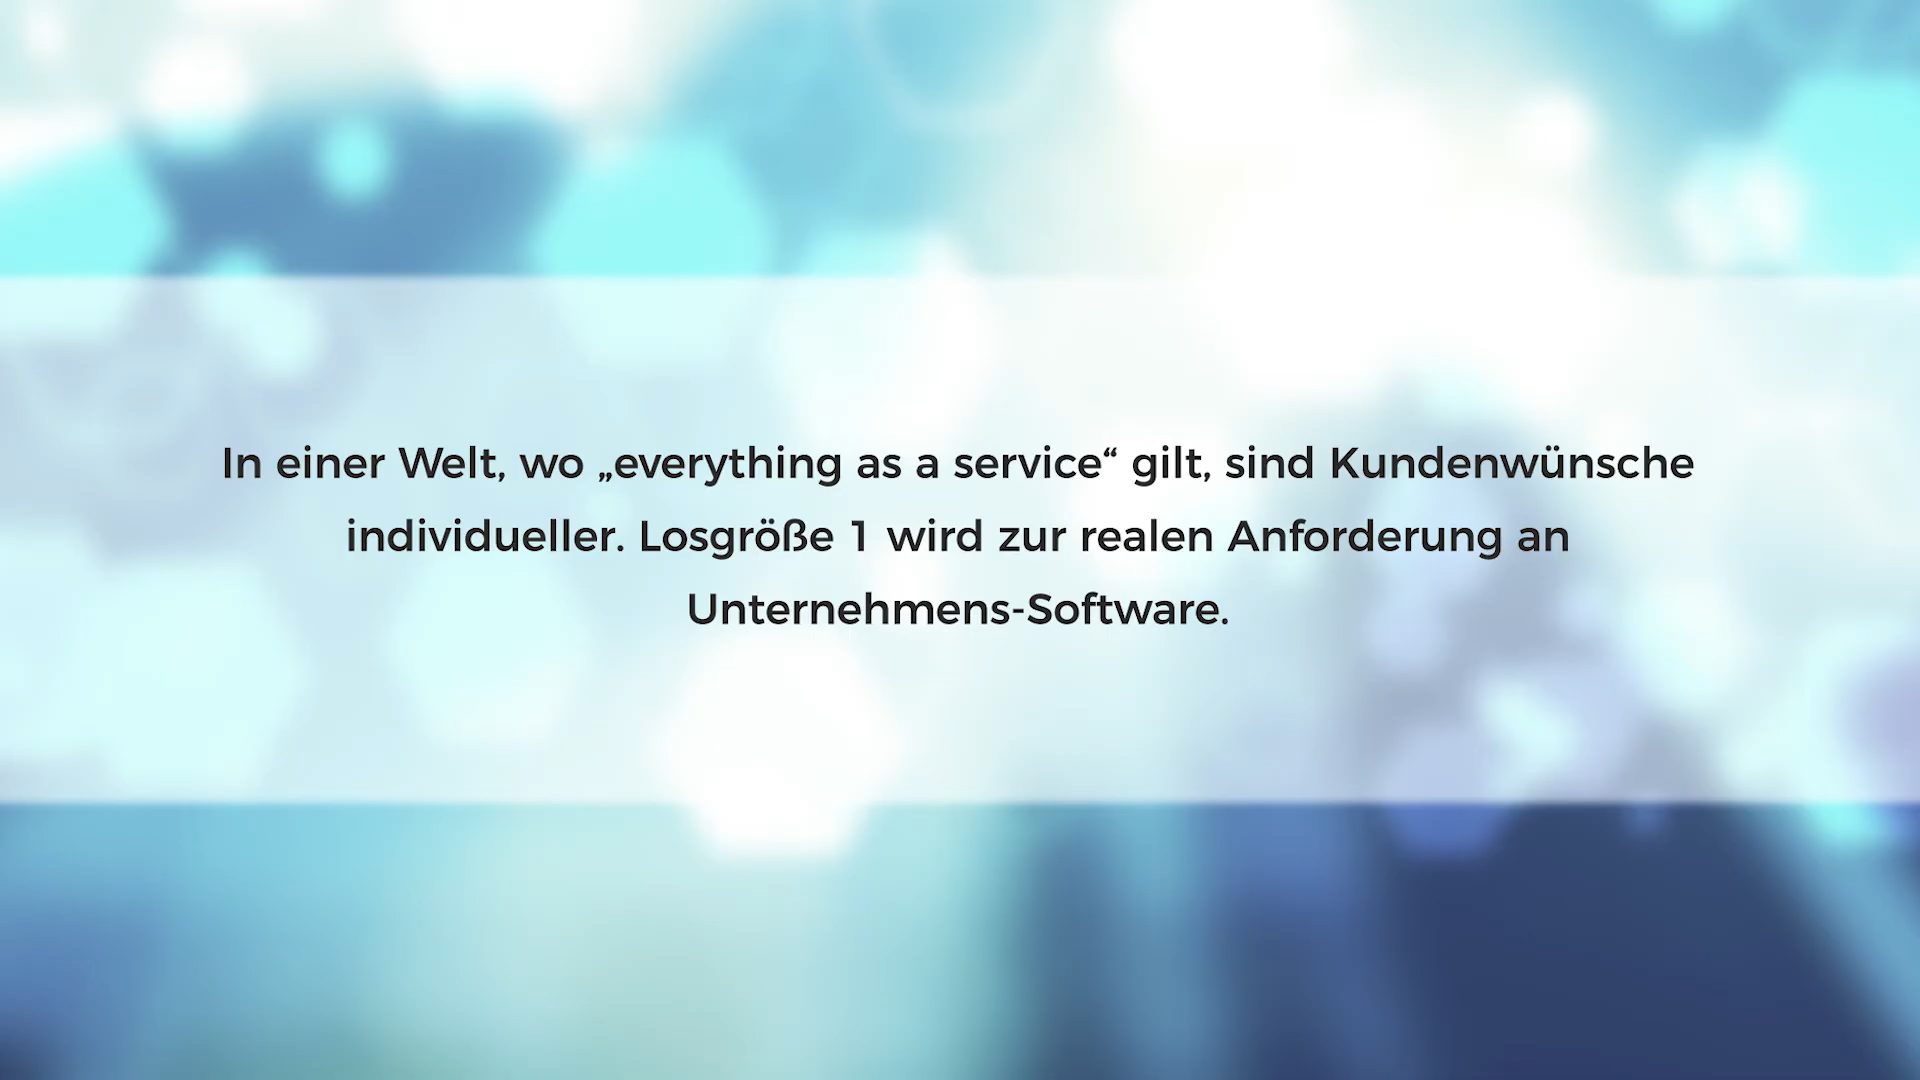 In einer Welt, wo „everything as a service“ gilt, sind Kundenwünsche
individueller. Losgröße 1 wird zur realen Anforderung an
Unternehmens-Software.